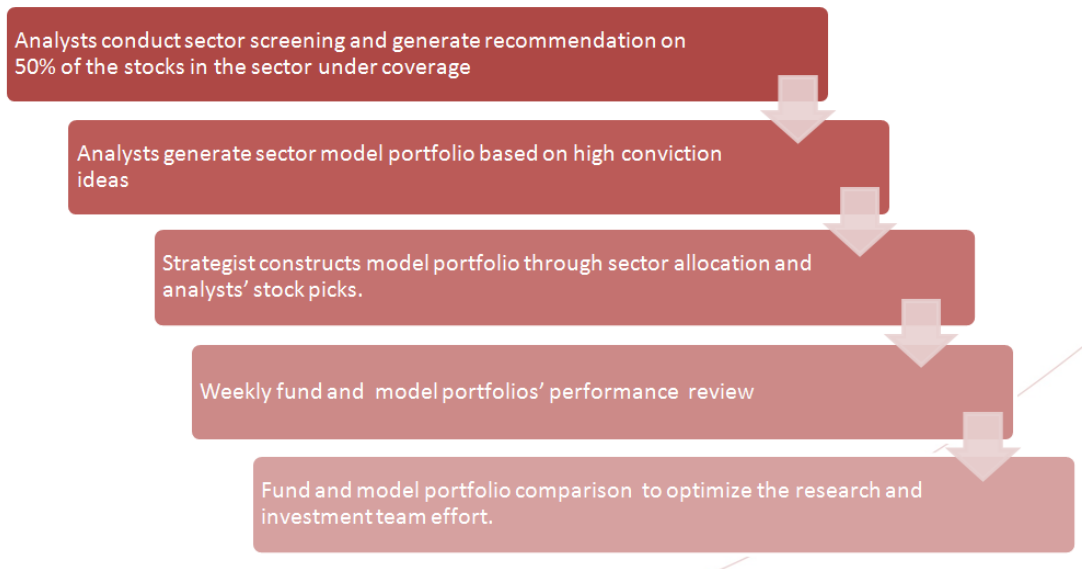 Analysts conduct sector screening and generate recommendation on
50% of the stocks in the sector under coverage
Analysts generate sector model portfolio based on high conviction
ideas
Strategist constructs model portfolio through sector allocation and
analysts’ stock picks.
Weekly fund and  model portfolios’ performance  review
Fund and model portfolio comparison  to optimize the research and
investment team effort.